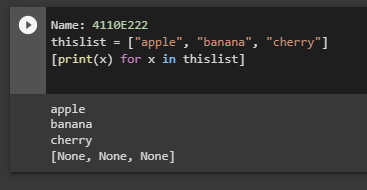 Name: 4110E222
thislist = ["apple", "banana", "cherry"]
[print(x) for x in thislist]
apple
banana
cherry
[None, None, None]